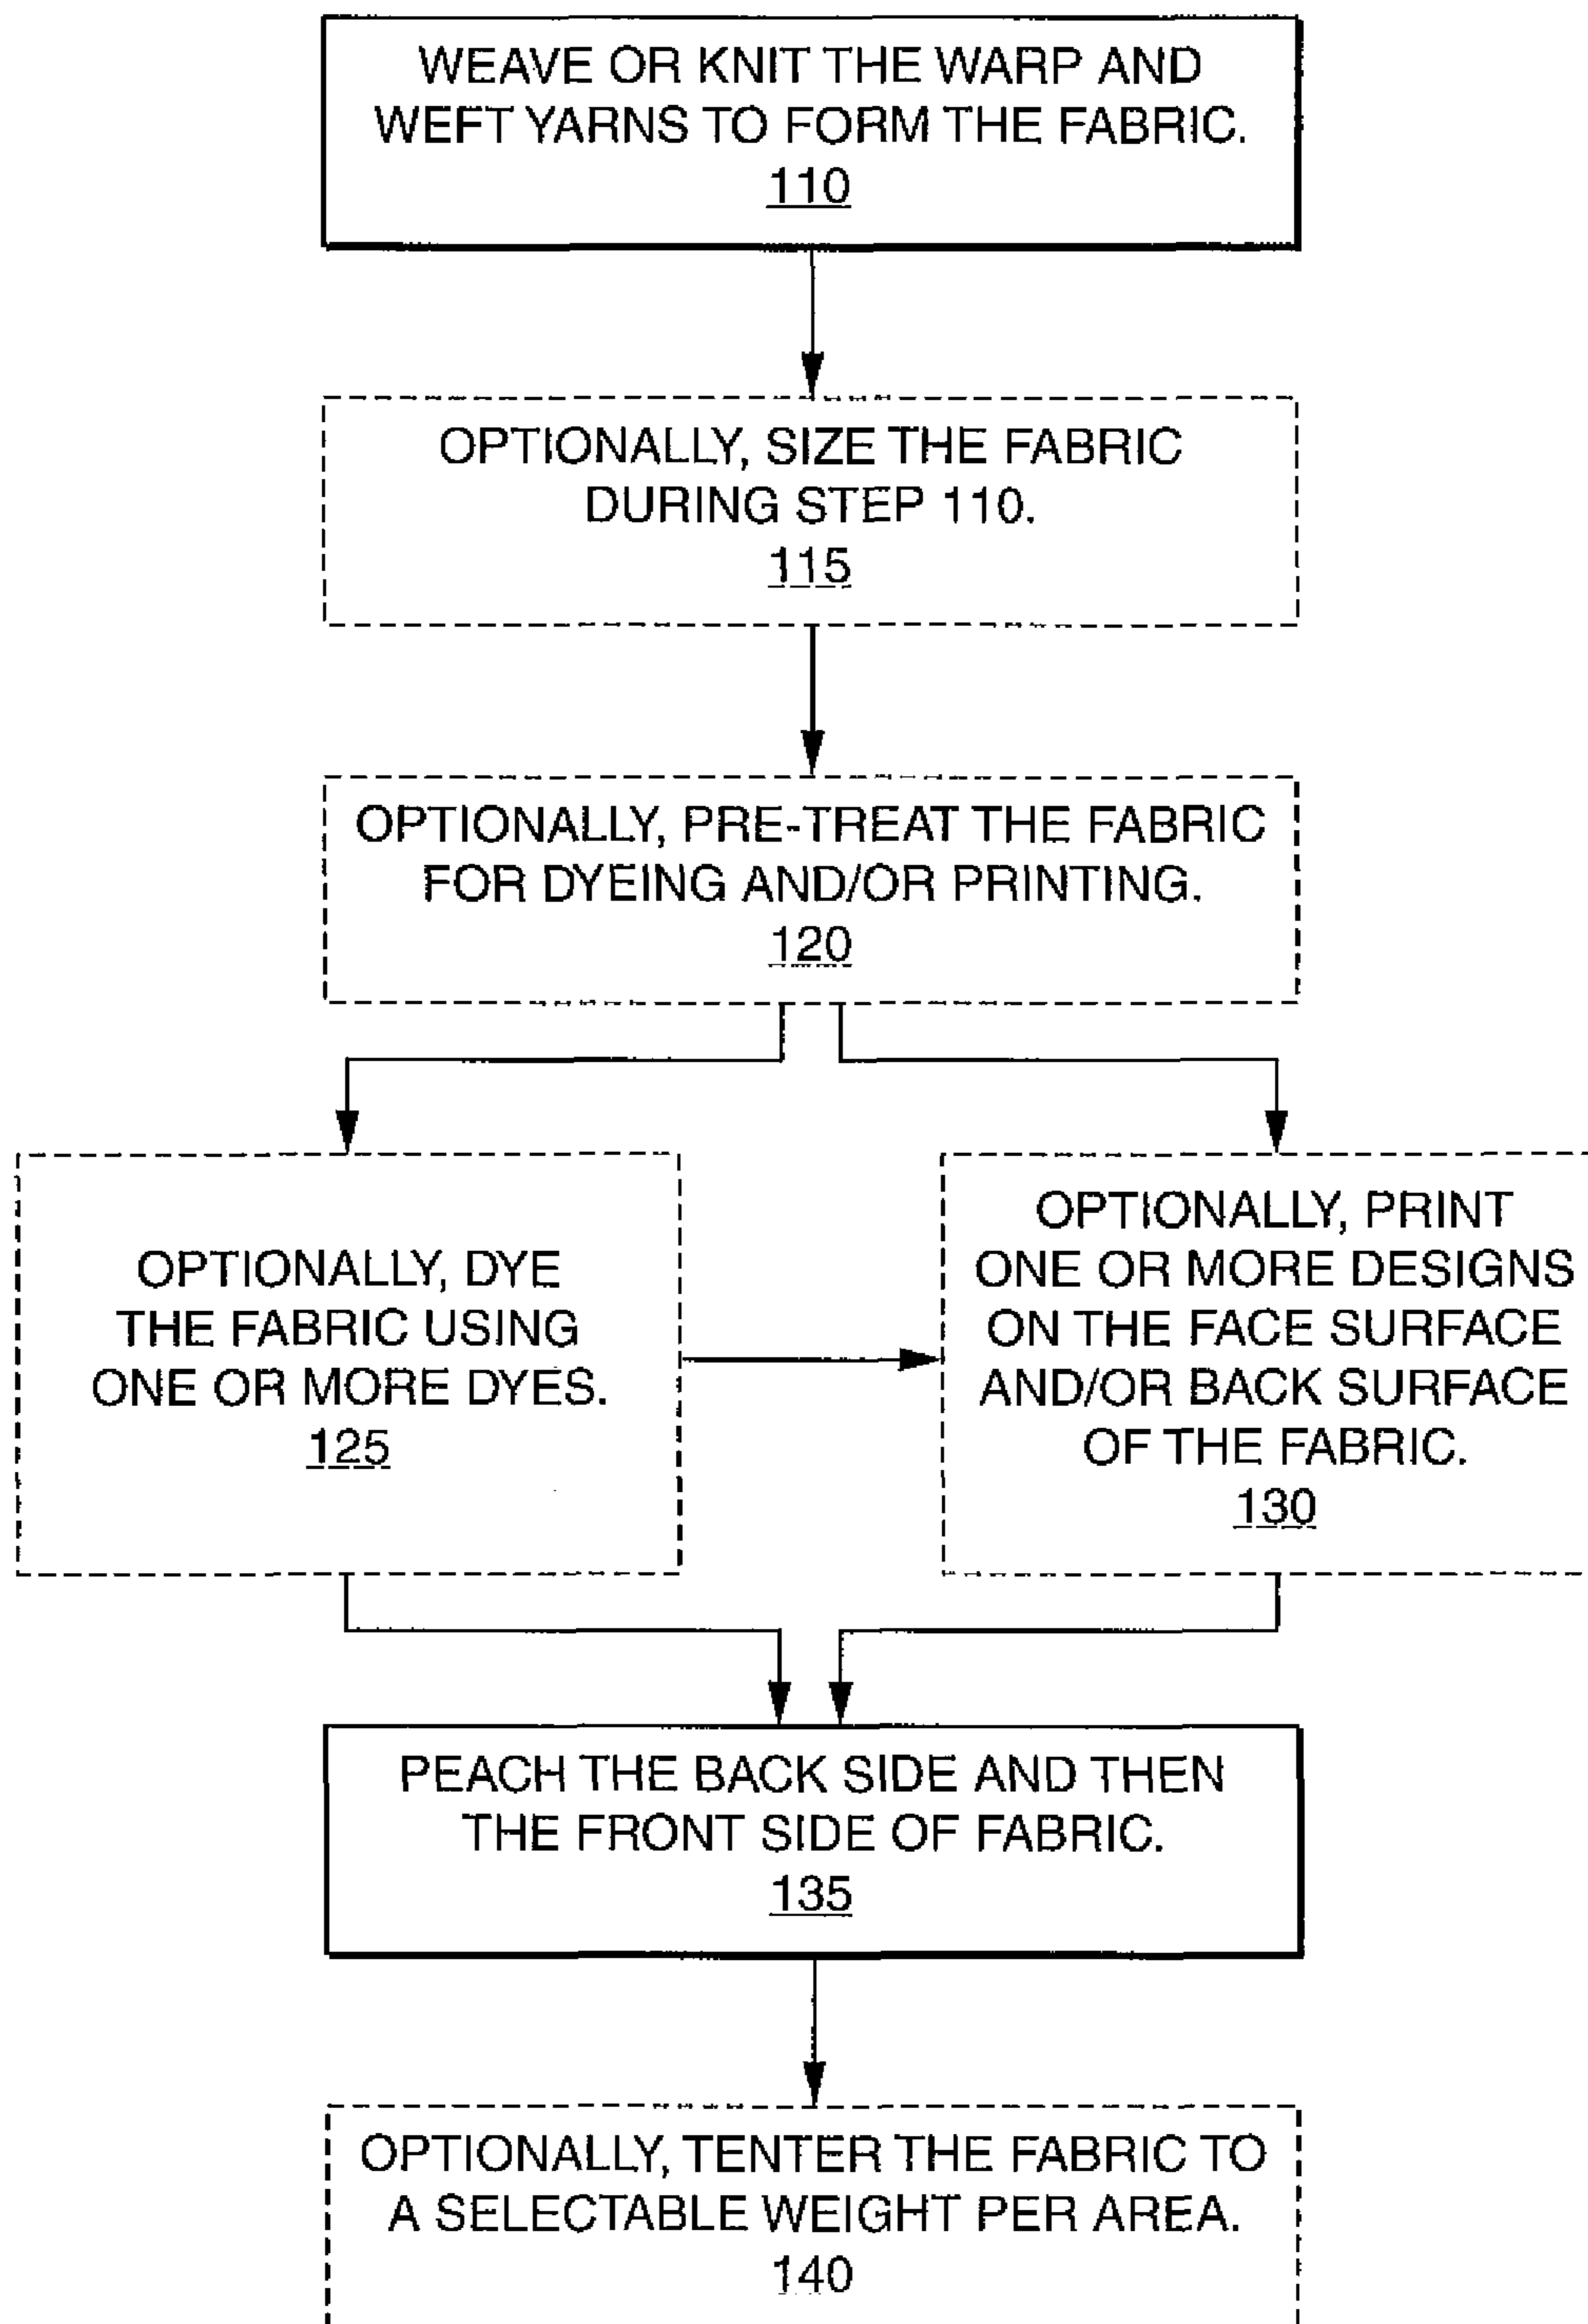 WEAVE OR KNIT THE WARP AND
WEFT YARNS TO FORM THE FABRIC.
110
OPTIONALLY, SIZE THE FABRIC
DURING STEP 110.
115
OPTIONALLY, PRE-TREAT THE FABRIC
FOR DYEING AND/OR PRINTING.
120
OPTIONALLY, DYE
THE FABRIC USING
ONE OR MORE DYES.
125
OPTIONALLY, PRINT
ONE OR MORE DESIGNS
ON THE FACE SURFACE
AND/OR BACK SURFACE
OF THE FABRIC.
130
PEACH THE BACK SIDE AND THEN
THE FRONT SIDE OF FABRIC.
135
OPTIONALLY, TENTER THE FABRIC TO
A SELECTABLE WEIGHT PER AREA.
140